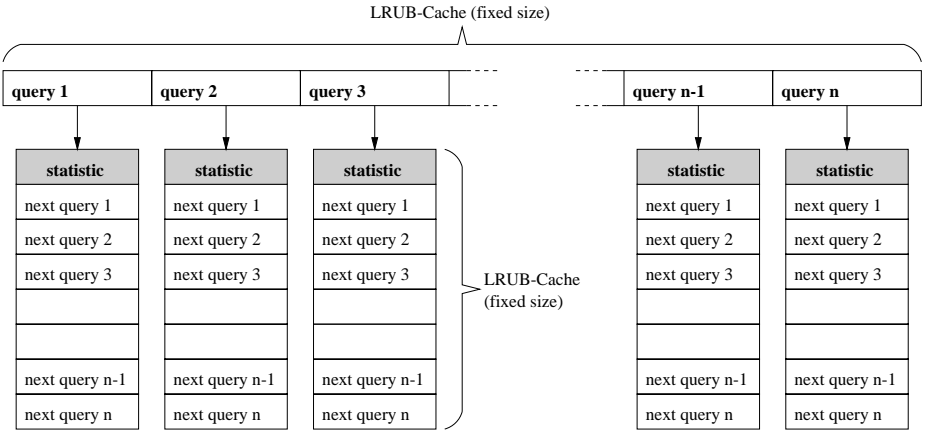 LRUB-Cache (fixed size)
query 1 query 2 query 3 query n-1 query n
statistic statistic statistic statistic statistic
next query 1 next query 1 next query 1 next query 1 next query 1
next query 2 next query 2 next query 2 next query 2 next query 2
next query 3 next query 3 next query 3 next query 3 next query 3
LRUB-Cache
(fixed size)
next query n-1 next query n-1 next query n-1 next query n-1 next query n-1
next query n next query n next query n next query n next query n